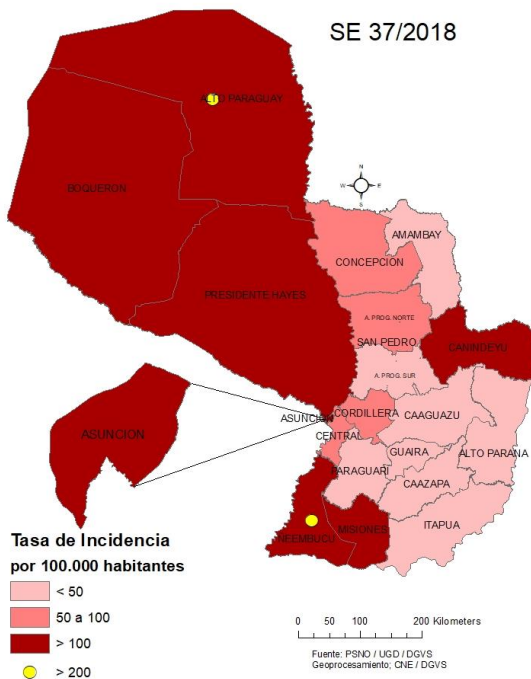 SE 37/2018
ALTO PARAGUAY
BOQUERON
N
W E
S
AMAMBAY
CONCEPCION
PRESIDENTE HAYES
A. PROG. NORTE
SAN PEDRO
CANINDEYU
A. PROG. SUR
ASUNCION
CORDILLERA
CAAGUAZU
ASUNCION
CENTRAL
GUAIRA
ALTO PARANA
PARAGUARI
CAAZAPA
MISIONES
ITAPUA
ÑEEMBUCU
Tasa de Incidencia
por 100.000 habitantes
< 50
50 a 100
> 100
> 200
0 50 100 200 Kilometers
Fuente: PSNO / UGD / DGVS
Geoprocesamiento; CNE / DGVS